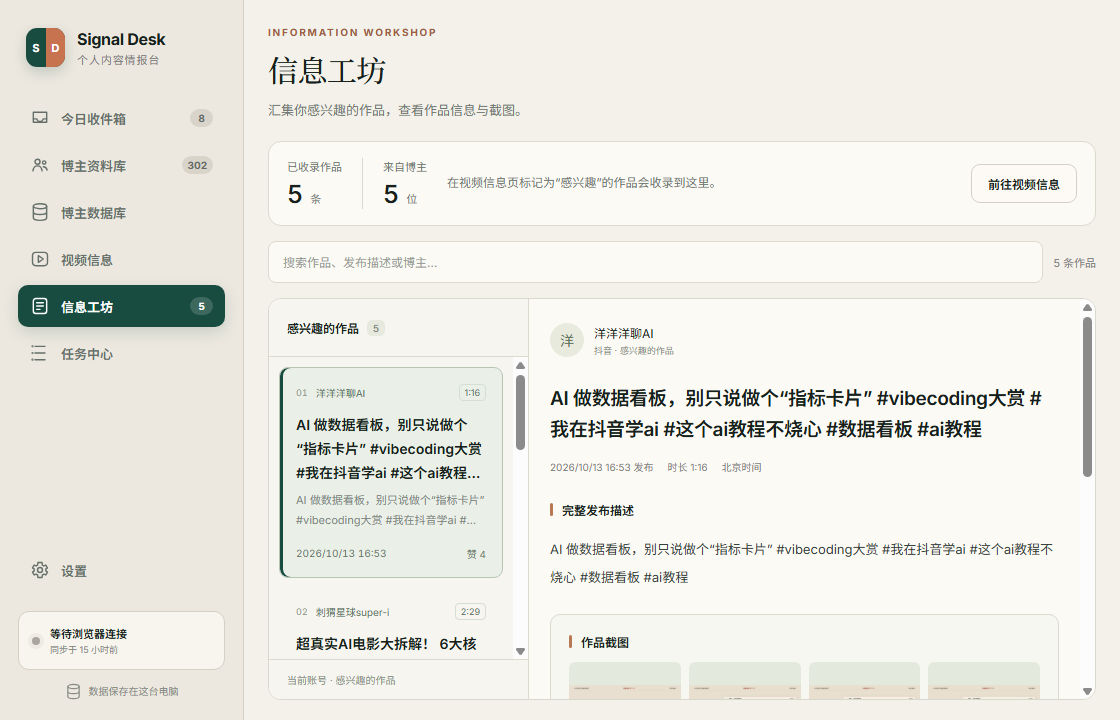 S D
Signal Desk
个人内容情报台
今日收件箱 8
博主资料库 302
博主数据库
视频信息
信息工坊 5
任务中心
设置
等待浏览器连接
同步于 15 小时前
数据保存在这台电脑
INFORMATION WORKSHOP
信息工坊
汇集你感兴趣的作品，查看作品信息与截图。
已收录作品
5 条
来自博主
5 位
在视频信息页标记为“感兴趣”的作品会收录到这里。
前往视频信息
搜索作品、发布描述或博主...
5 条作品
感兴趣的作品 5
01 洋洋洋聊AI 1:16
AI 做数据看板，别只说做个
“指标卡片” #vibecoding大赏
#我在抖音学ai #这个ai教程...
AI 做数据看板，别只说做个“指标卡片”
#vibecoding大赏 #我在抖音学ai #...
2026/10/13 16:53 赞 4
02 刺猬星球super-i 2:29
超真实AI电影大拆解！ 6大核
当前账号 · 感兴趣的作品
洋
洋洋洋聊AI
抖音 · 感兴趣的作品
AI 做数据看板，别只说做个“指标卡片” #vibecoding大赏 #
我在抖音学ai #这个ai教程不烧心 #数据看板 #ai教程
2026/10/13 16:53 发布 时长 1:16 北京时间
完整发布描述
AI 做数据看板，别只说做个“指标卡片” #vibecoding大赏 #我在抖音学ai #这个ai教程不
烧心 #数据看板 #ai教程
作品截图